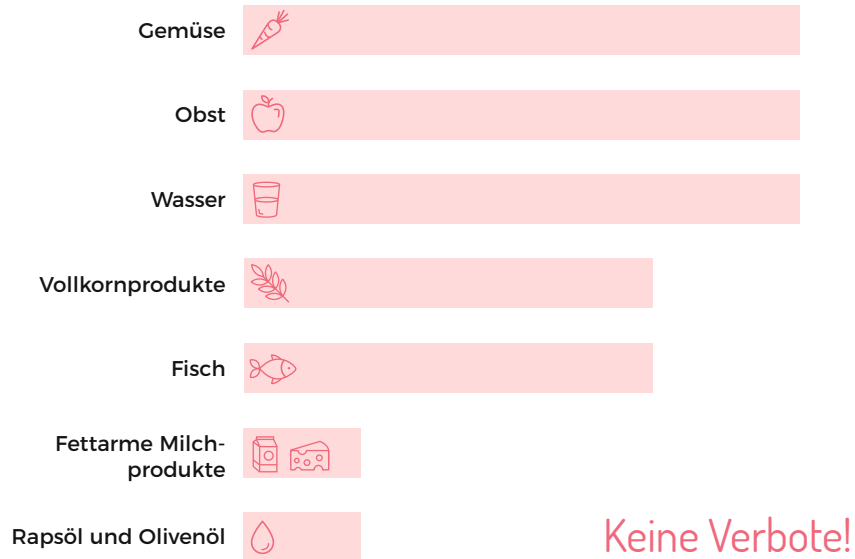 Gemüse
Obst
Wasser
Vollkornprodukte
Fisch
Fettarme Milch-
produkte
Rapsöl und Olivenöl
Keine Verbote!